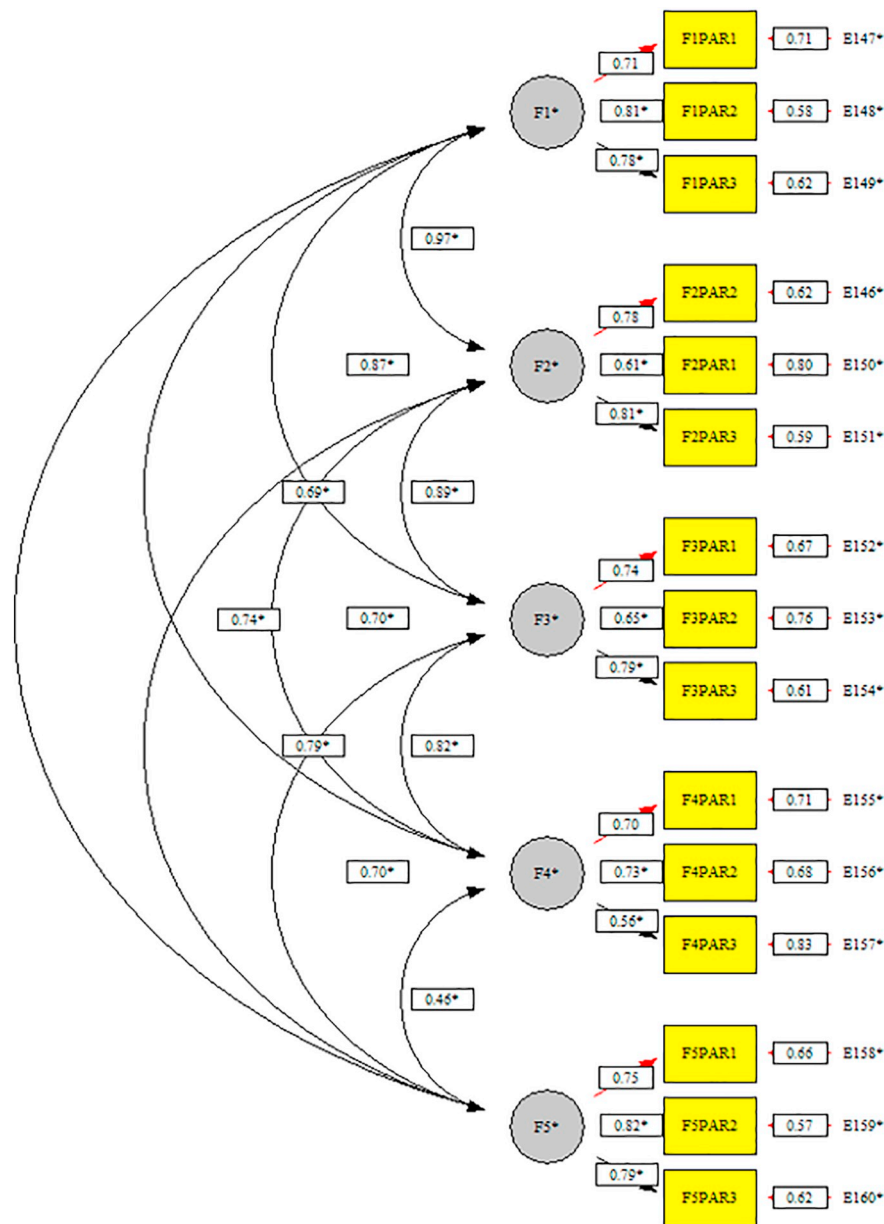 F1PAR1 0.71 E147*
0.71
F1* 0.81* F1PAR2 0.58 E148*
0.78*
F1PAR3 0.62 E149*
0.97*
F2PAR2 0.62 E146*
0.78
0.87* F2* 0.61* F2PAR1 0.80 E150*
0.81*
F2PAR3 0.59 E151*
0.69* 0.89*
F3PAR1 0.67 E152*
0.74
0.74* 0.70* F3* 0.65* F3PAR2 0.76 E153*
0.79*
F3PAR3 0.61 E154*
0.79* 0.82*
F4PAR1 0.71 E155*
0.70
0.70* F4* 0.73* F4PAR2 0.68 E156*
0.56*
F4PAR3 0.83 E157*
0.46*
F5PAR1 0.66 E158*
0.75
F5* 0.82* F5PAR2 0.57 E159*
0.79*
F5PAR3 0.62 E160*